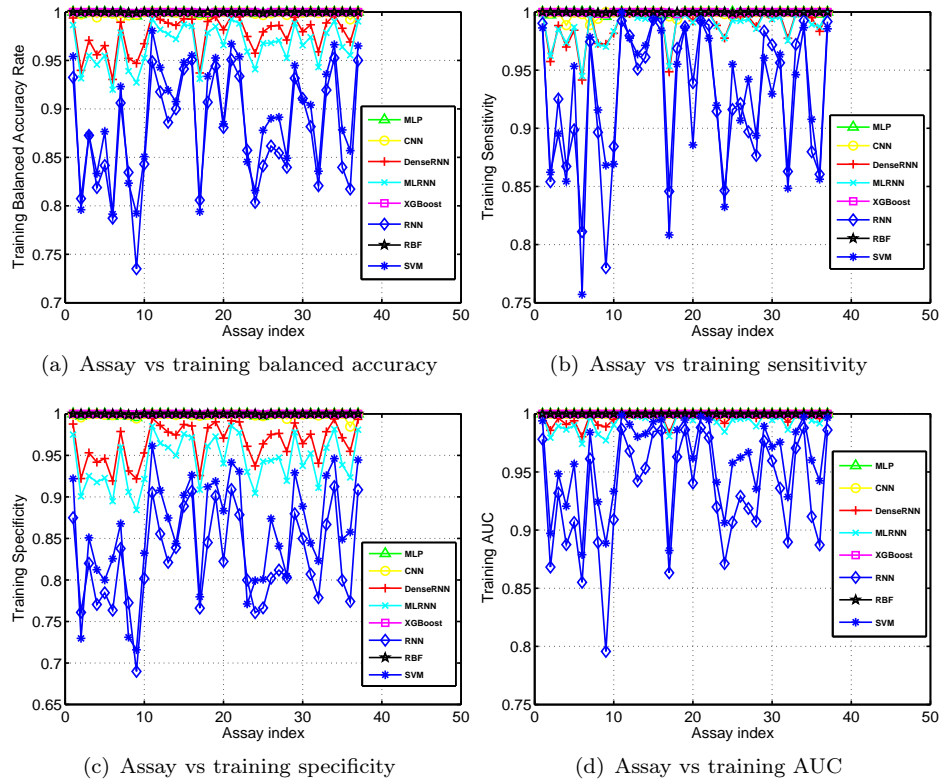 1
0.95
0.9
0.85
0.8
0.75
0.7
0 10 20 30 40 50
Training Balanced Accuracy Rate
Assay index
MLP
CNN
DenseRNN
MLRNN
XGBoost
RNN
RBF
SVM
(a) Assay vs training balanced accuracy
1
0.95
0.9
0.85
0.8
0.75
0 10 20 30 40 50
Training Sensitivity
Assay index
MLP
CNN
DenseRNN
MLRNN
XGBoost
RNN
RBF
SVM
(b) Assay vs training sensitivity
1
0.95
0.9
0.85
0.8
0.75
0.7
0.65
0 10 20 30 40 50
Training Specificity
Assay index
MLP
CNN
DenseRNN
MLRNN
XGBoost
RNN
RBF
SVM
(c) Assay vs training specificity
1
0.95
0.9
0.85
0.8
0.75
0 10 20 30 40 50
Training AUC
Assay index
MLP
CNN
DenseRNN
MLRNN
XGBoost
RNN
RBF
SVM
(d) Assay vs training AUC